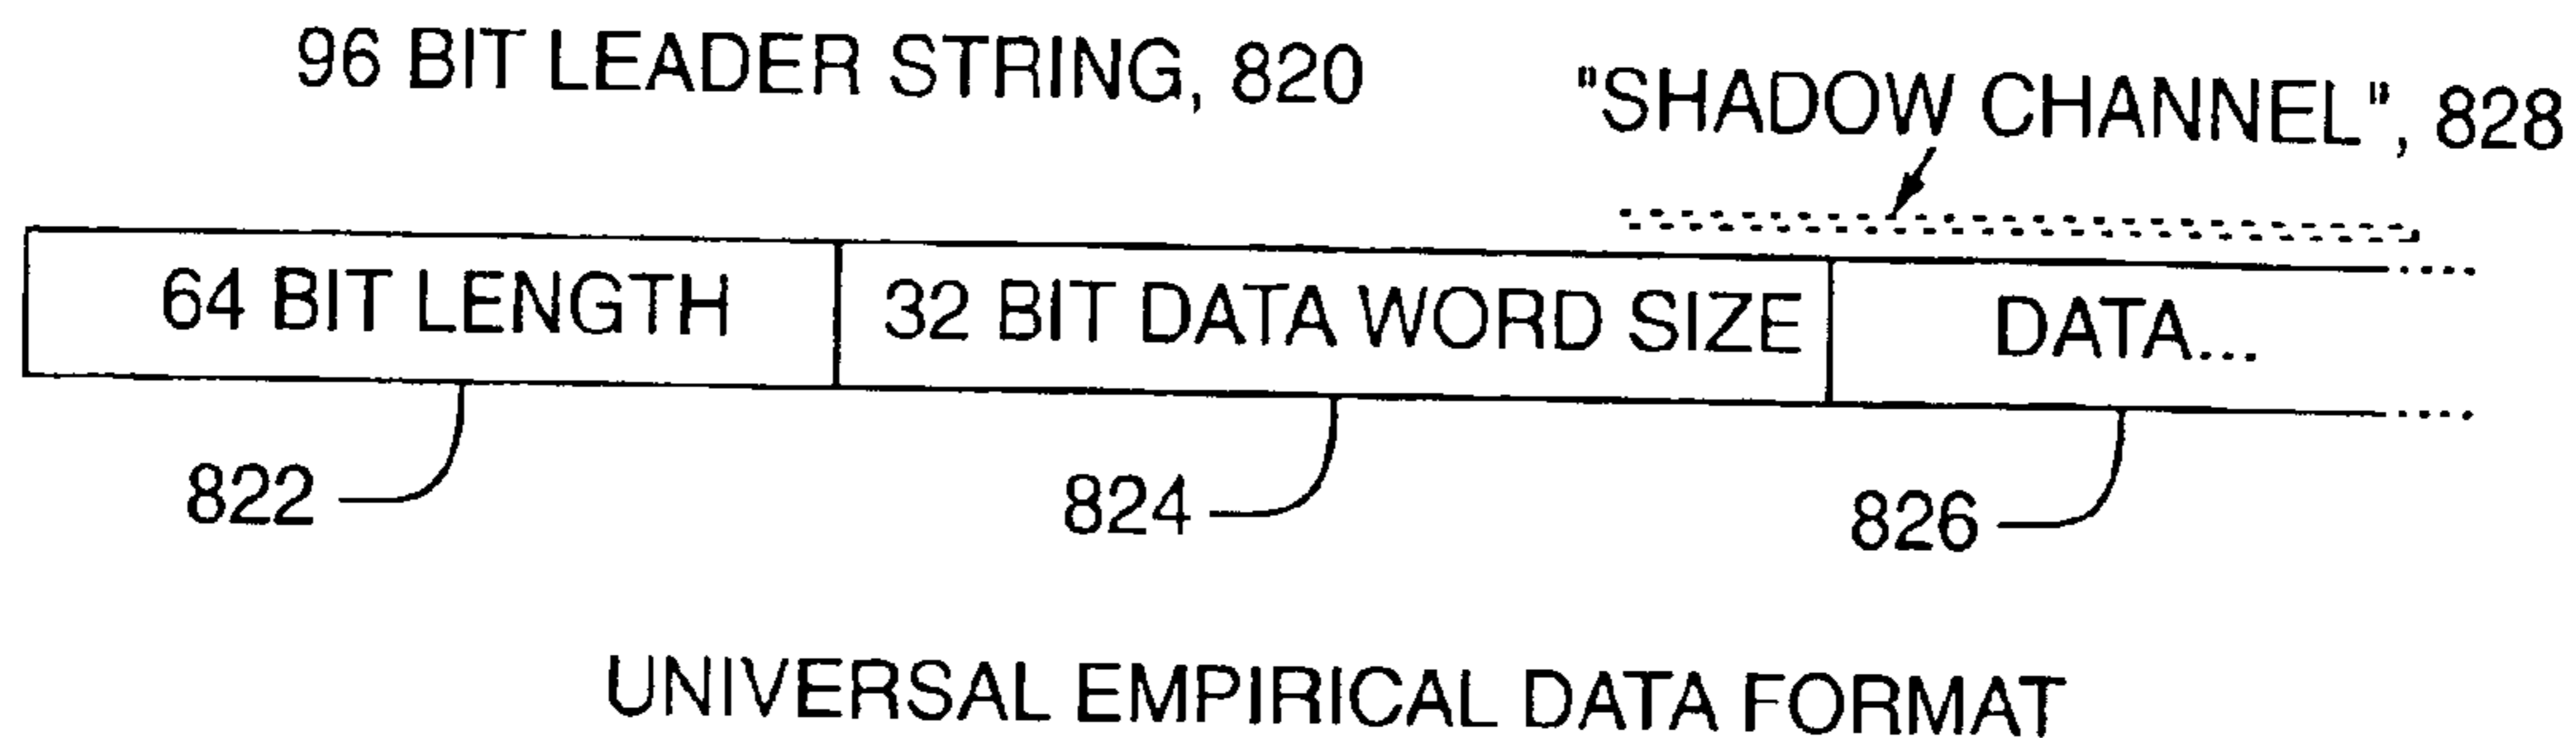 96 BIT LEADER STRING, 820
"SHADOW CHANNEL", 828
64 BIT LENGTH
32 BIT DATA WORD SIZE
DATA...
822
824
826
UNIVERSAL EMPIRICAL DATA FORMAT